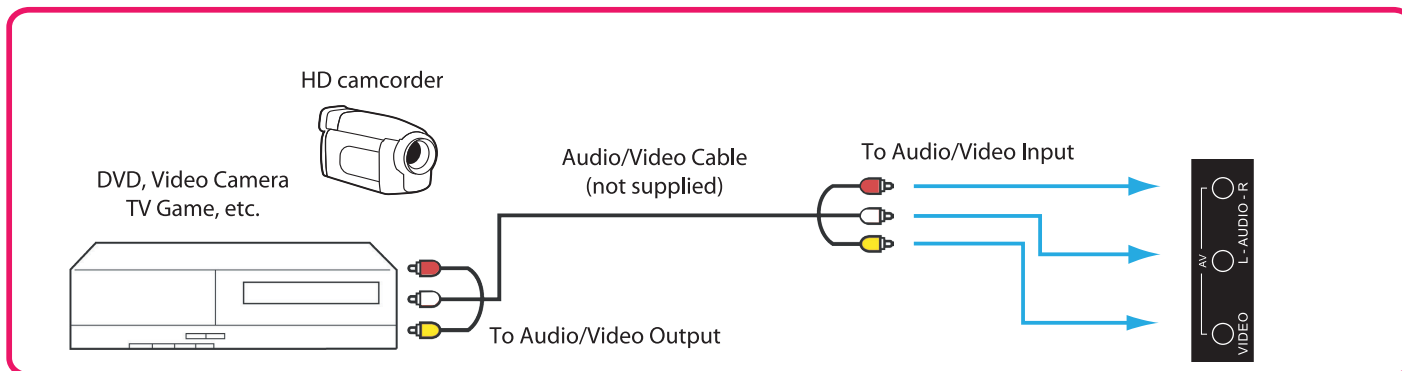 HD camcorder
DVD, Video Camera
TV Game, etc.
Audio/Video Cable
(not supplied)
To Audio/Video Input
To Audio/Video Output
AV
L - AUDIO - R
VIDEO